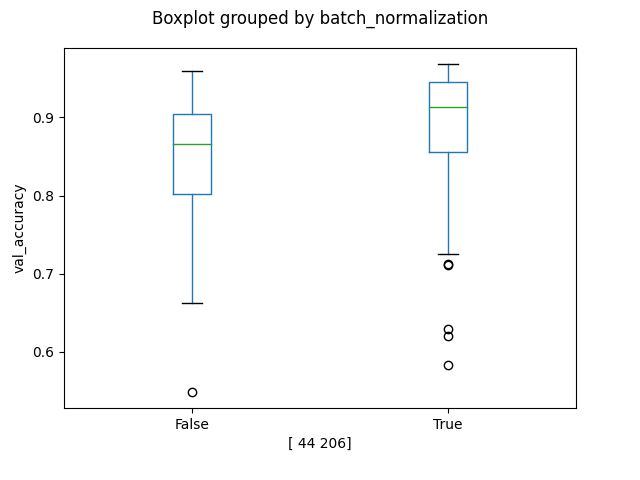 Boxplot grouped by batch_normalization
0.9
0.8
0.7
0.6
val_accuracy
False
True
[ 44 206]